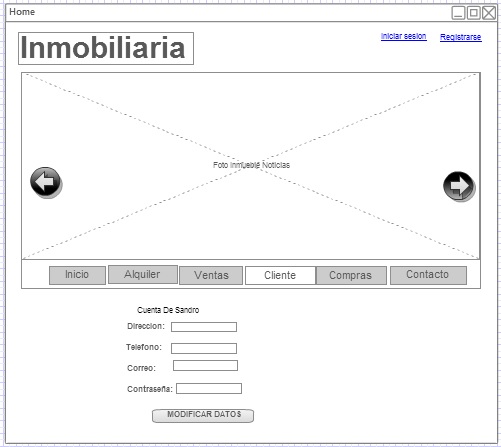 Home
Inmobiliaria
Iniciar sesion Registrarse
Foto Inmueble Noticias
Inicio Alquiler Ventas Cliente Compras Contacto
Cuenta De Sandro
Direccion:
Telefono:
Correo:
Contraseña:
MODIFICAR DATOS